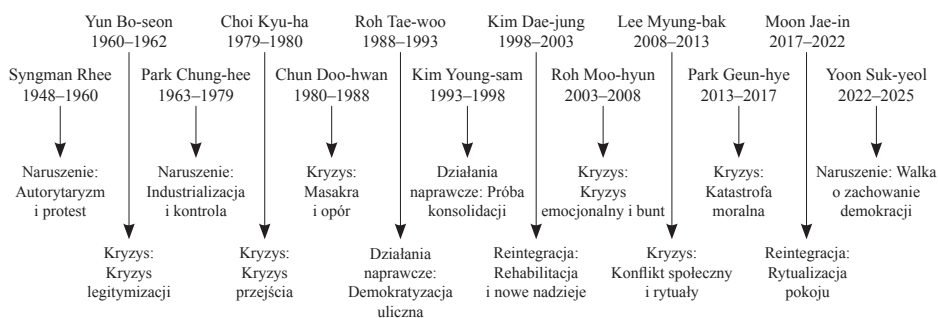 Yun Bo-seon
1960–1962
Choi Kyu-ha
1979–1980
Roh Tae-woo
1988–1993
Kim Dae-jung
1998–2003
Lee Myung-bak
2008–2013
Moon Jae-in
2017–2022
Syngman Rhee
1948–1960
Park Chung-hee
1963–1979
Chun Doo-hwan
1980–1988
Kim Young-sam
1993–1998
Roh Moo-hyun
2003–2008
Park Geun-hye
2013–2017
Yoon Suk-yeol
2022–2025
Naruszenie:
Autorytaryzm
i protest
Naruszenie:
Industrializacja
i kontrola
Kryzys:
Masakra
i opór
Działania
naprawcze: Próba
konsolidacji
Kryzys:
Kryzys
emocjonalny i bunt
Kryzys:
Katastrofa
moralna
Naruszenie: Walka
o zachowanie
demokracji
Kryzys:
Kryzys
legitymizacji
Kryzys:
Kryzys
przejścia
Działania
naprawcze:
Demokratyzacja
uliczna
Reintegracja:
Rehabilitacja
i nowe nadzieje
Kryzys:
Konflikt społeczny
i rytuały
Reintegracja:
Rytualizacja
pokoju